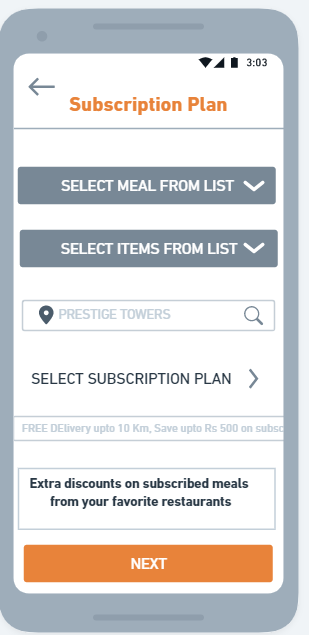 3:03
Subscription Plan
SELECT MEAL FROM LIST
SELECT ITEMS FROM LIST
PRESTIGE TOWERS
SELECT SUBSCRIPTION PLAN
FREE DElivery upto 10 Km, Save upto Rs 500 on subsc
Extra discounts on subscribed meals
from your favorite restaurants
NEXT